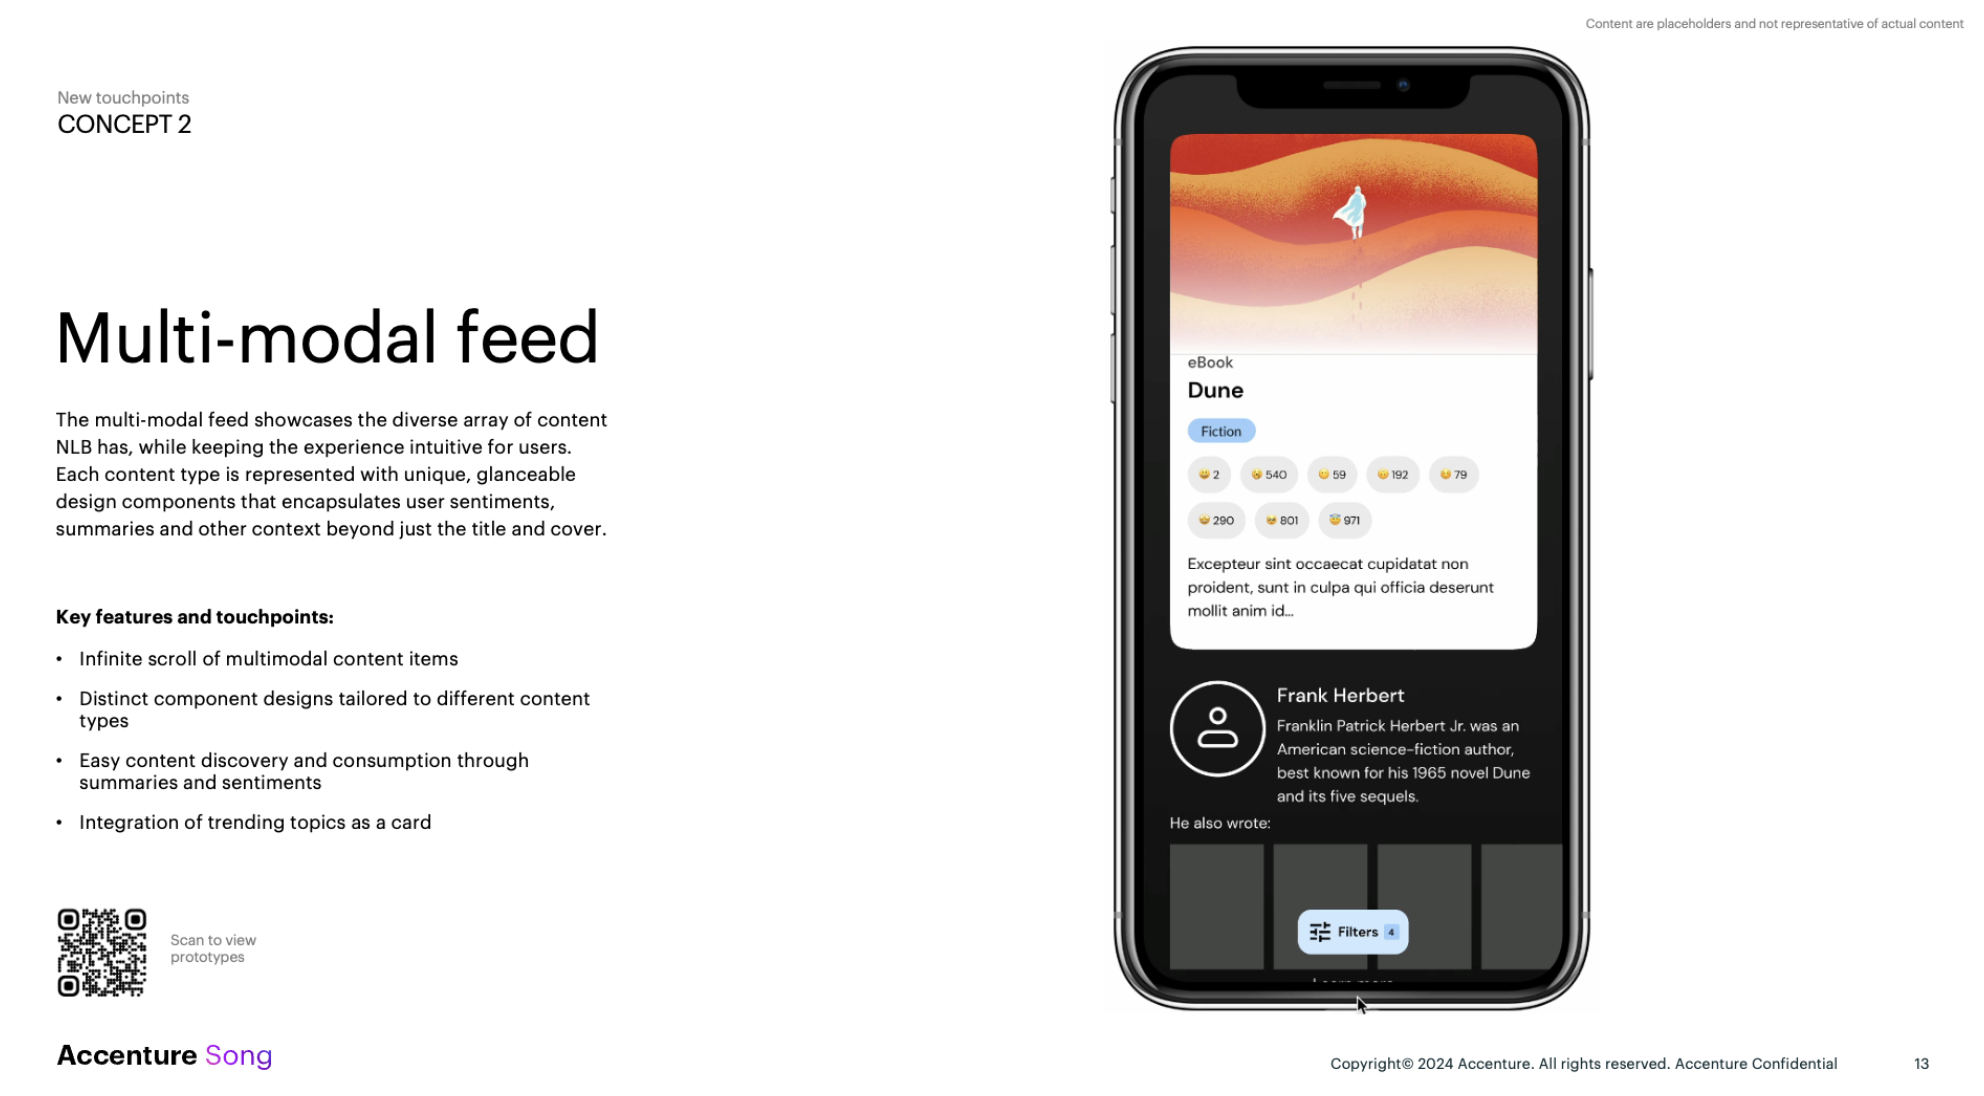 Content are placeholders and not representative of actual content
New touchpoints
CONCEPT 2
Multi-modal feed
The multi-modal feed showcases the diverse array of content
NLB has, while keeping the experience intuitive for users.
Each content type is represented with unique, glanceable
design components that encapsulates user sentiments,
summaries and other context beyond just the title and cover.
Key features and touchpoints:
• Infinite scroll of multimodal content items
• Distinct component designs tailored to different content
types
• Easy content discovery and consumption through
summaries and sentiments
• Integration of trending topics as a card
Scan to view
prototypes
Accenture Song
eBook
Dune
Fiction
2 540 59 192 79
290 801 971
Excepteur sint occaecat cupidatat non
proident, sunt in culpa qui officia deserunt
mollit anim id...
Frank Herbert
Franklin Patrick Herbert Jr. was an
American science-fiction author,
best known for his 1965 novel Dune
and its five sequels.
He also wrote:
Filters 4
Copyright© 2024 Accenture. All rights reserved. Accenture Confidential
13